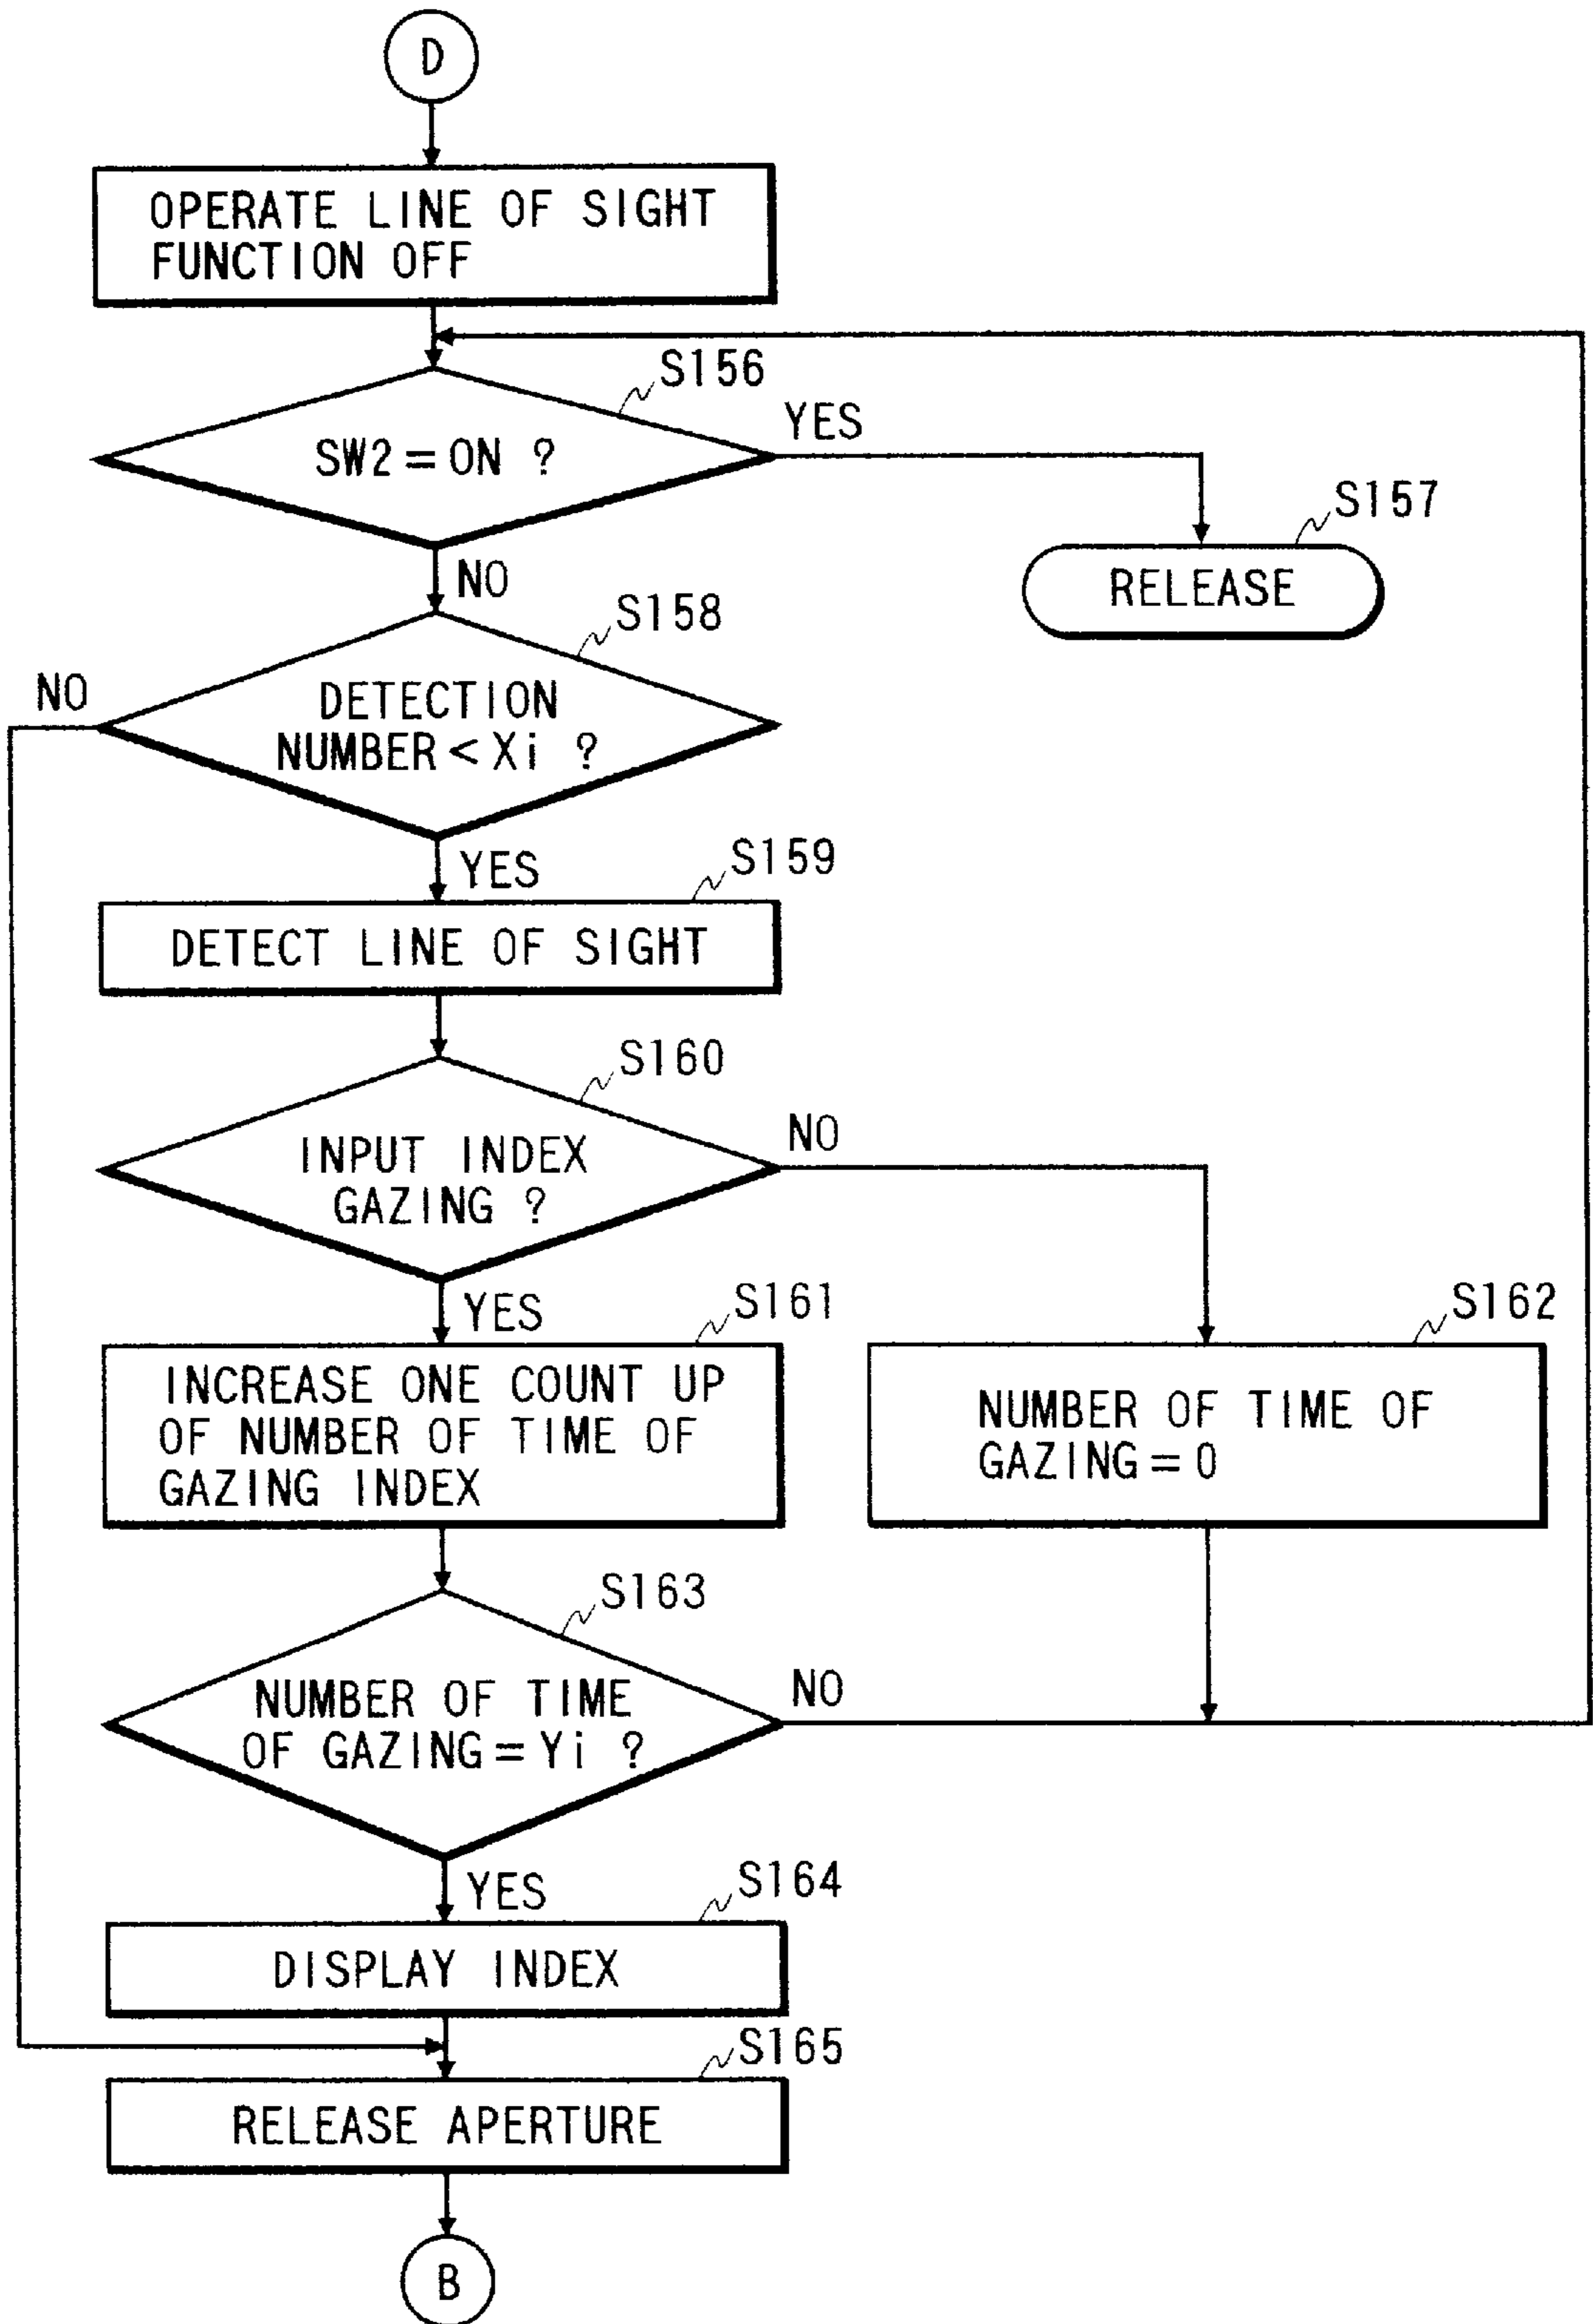 D
OPERATE LINE OF SIGHT
FUNCTION OFF
S156
SW2=ON ?
YES
S157
RELEASE
NO
S158
NO
DETECTION
NUMBER<Xi ?
YES
S159
DETECT LINE OF SIGHT
S160
INPUT INDEX
GAZING ?
NO
YES
S161
INCREASE ONE COUNT UP
OF NUMBER OF TIME OF
GAZING INDEX
S162
NUMBER OF TIME OF
GAZING=0
S163
NUMBER OF TIME
OF GAZING=Yi ?
NO
YES
S164
DISPLAY INDEX
S165
RELEASE APERTURE
B